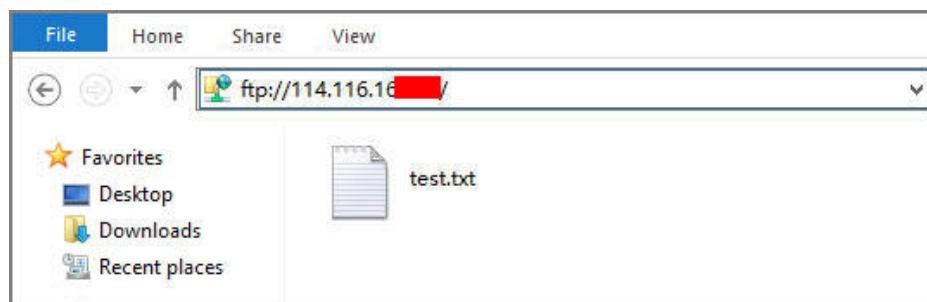 File Home Share View
ftp://114.116.16 /
Favorites
test.txt
Desktop
Downloads
Recent places